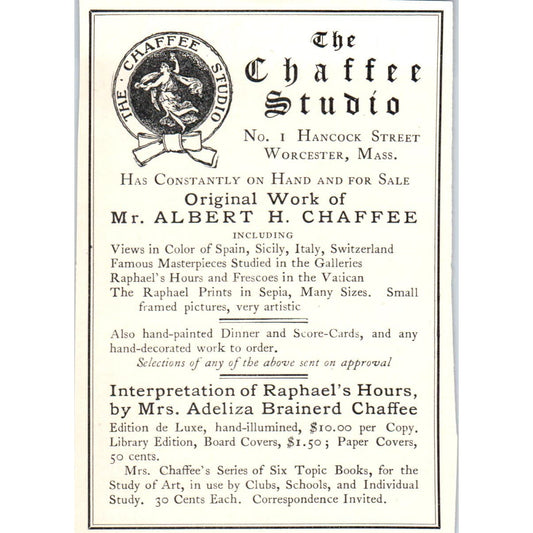 THE · CHAFFEE STUDIO
The
Chaffee
Studio
No. 1 Hancock Street
Worcester, Mass.
Has Constantly on Hand and for Sale
Original Work of
Mr. ALBERT H. CHAFFEE
INCLUDING
Views in Color of Spain, Sicily, Italy, Switzerland
Famous Masterpieces Studied in the Galleries
Raphael's Hours and Frescoes in the Vatican
The Raphael Prints in Sepia, Many Sizes. Small
framed pictures, very artistic
Also hand-painted Dinner and Score-Cards, and any
hand-decorated work to order.
Selections of any of the above sent on approval
Interpretation of Raphael's Hours,
by Mrs. Adeliza Brainerd Chaffee
Edition de Luxe, hand-illumined, $10.00 per Copy.
Library Edition, Board Covers, $1.50; Paper Covers,
50 cents.
Mrs. Chaffee's Series of Six Topic Books, for the
Study of Art, in use by Clubs, Schools, and Individual
Study. 30 Cents Each. Correspondence Invited.